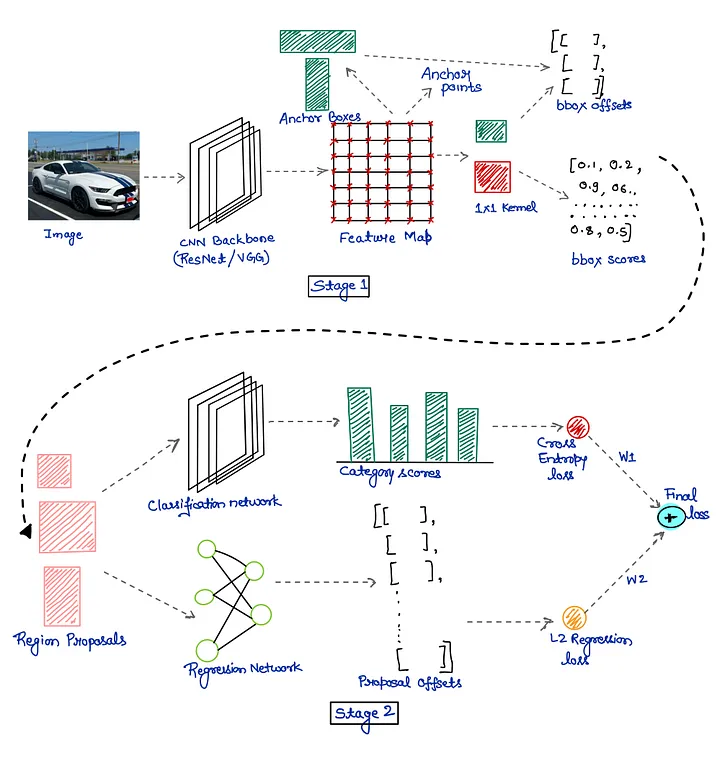 Anchor Boxes
Anchor
points
[[ ],
[ ],
[ ]]
bbox offsets
Image
CNN Backbone
(ResNet/VGG)
Feature Map
1x1 Kernel
[0.1, 0.2,
0.9, 06.,
.......
.......
0.8, 0.5]
bbox scores
Stage 1
Classification network
Category scores
Cross
Entropy
loss
W1
Final
loss
+
Region Proposals
Regression Network
[[ ],
[ ],
[ ],
[ ]]
Proposal Offsets
W2
L2 Regression
loss
Stage 2